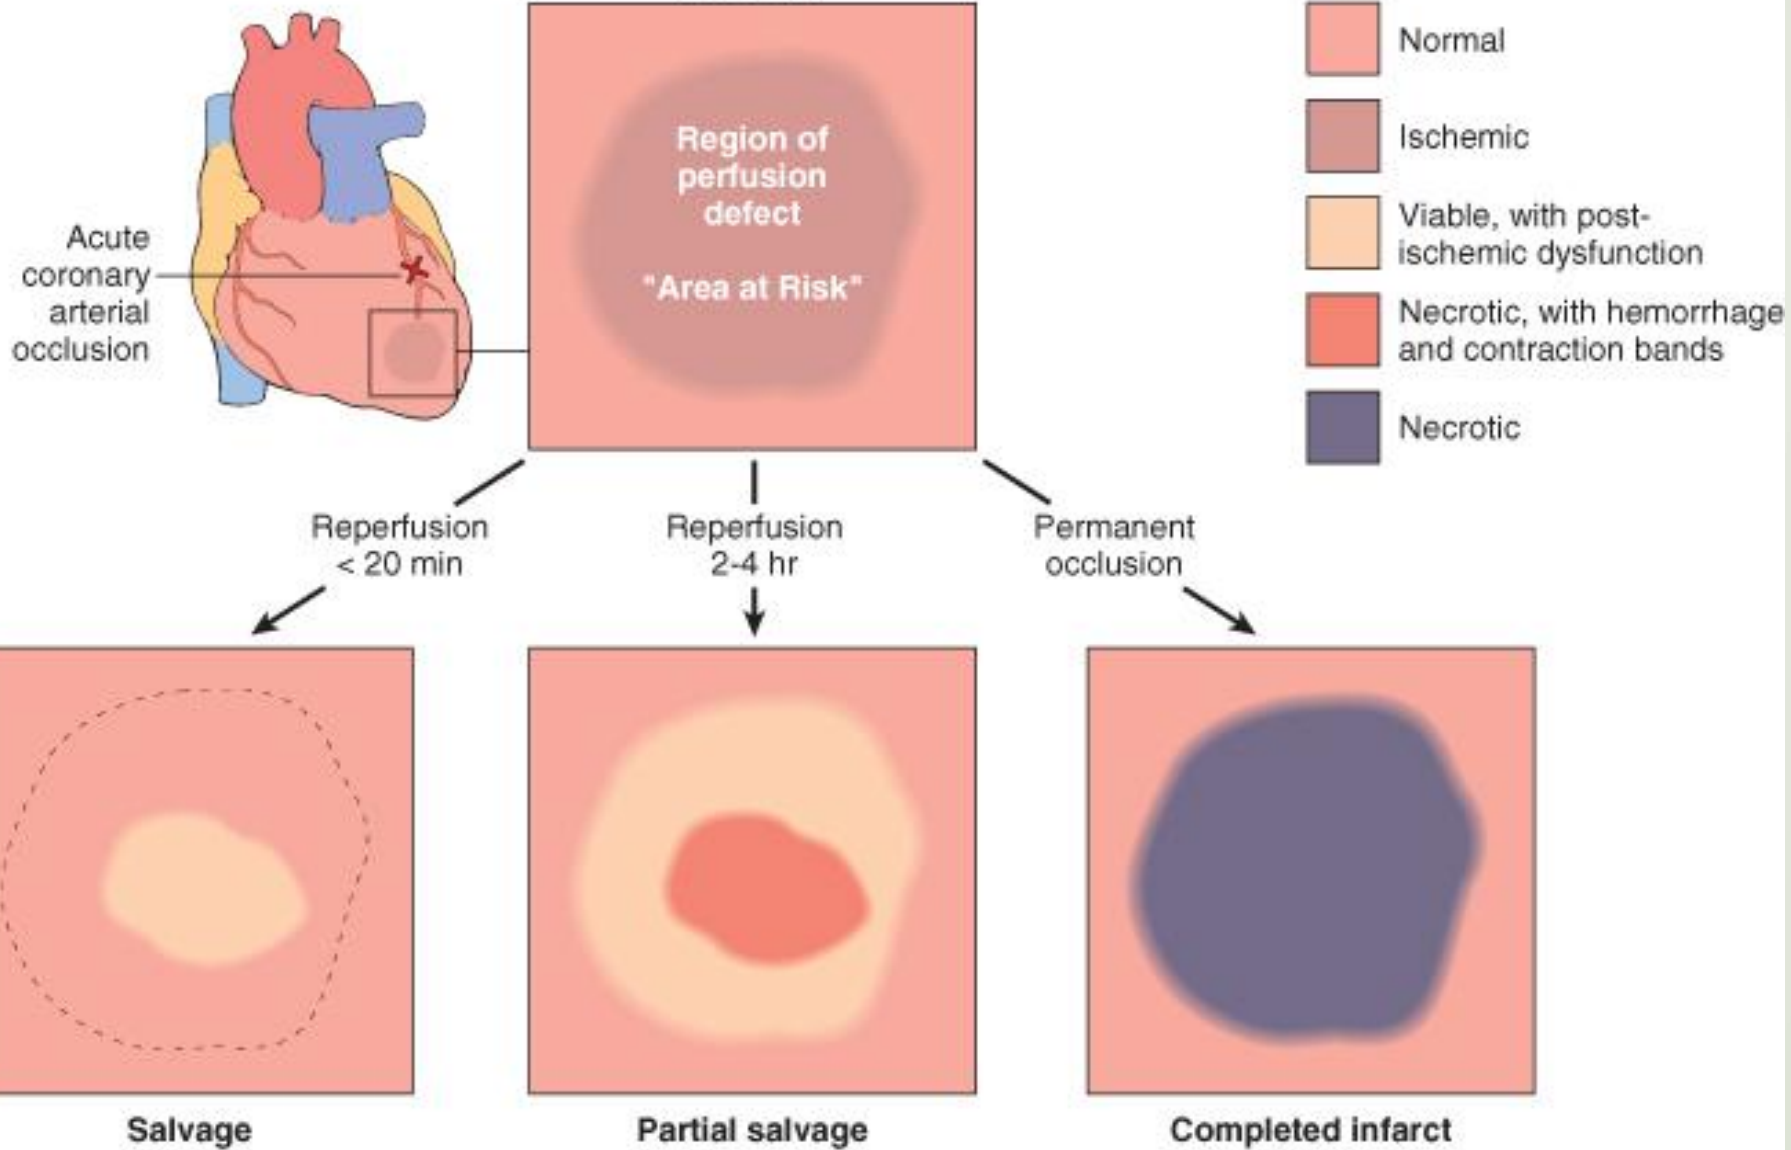 Acute
coronary
arterial
occlusion
Region of
perfusion
defect
"Area at Risk"
Normal
Ischemic
Viable, with post-
ischemic dysfunction
Necrotic, with hemorrhage
and contraction bands
Necrotic
Reperfusion
< 20 min
Reperfusion
2-4 hr
Permanent
occlusion
Salvage
Partial salvage
Completed infarct